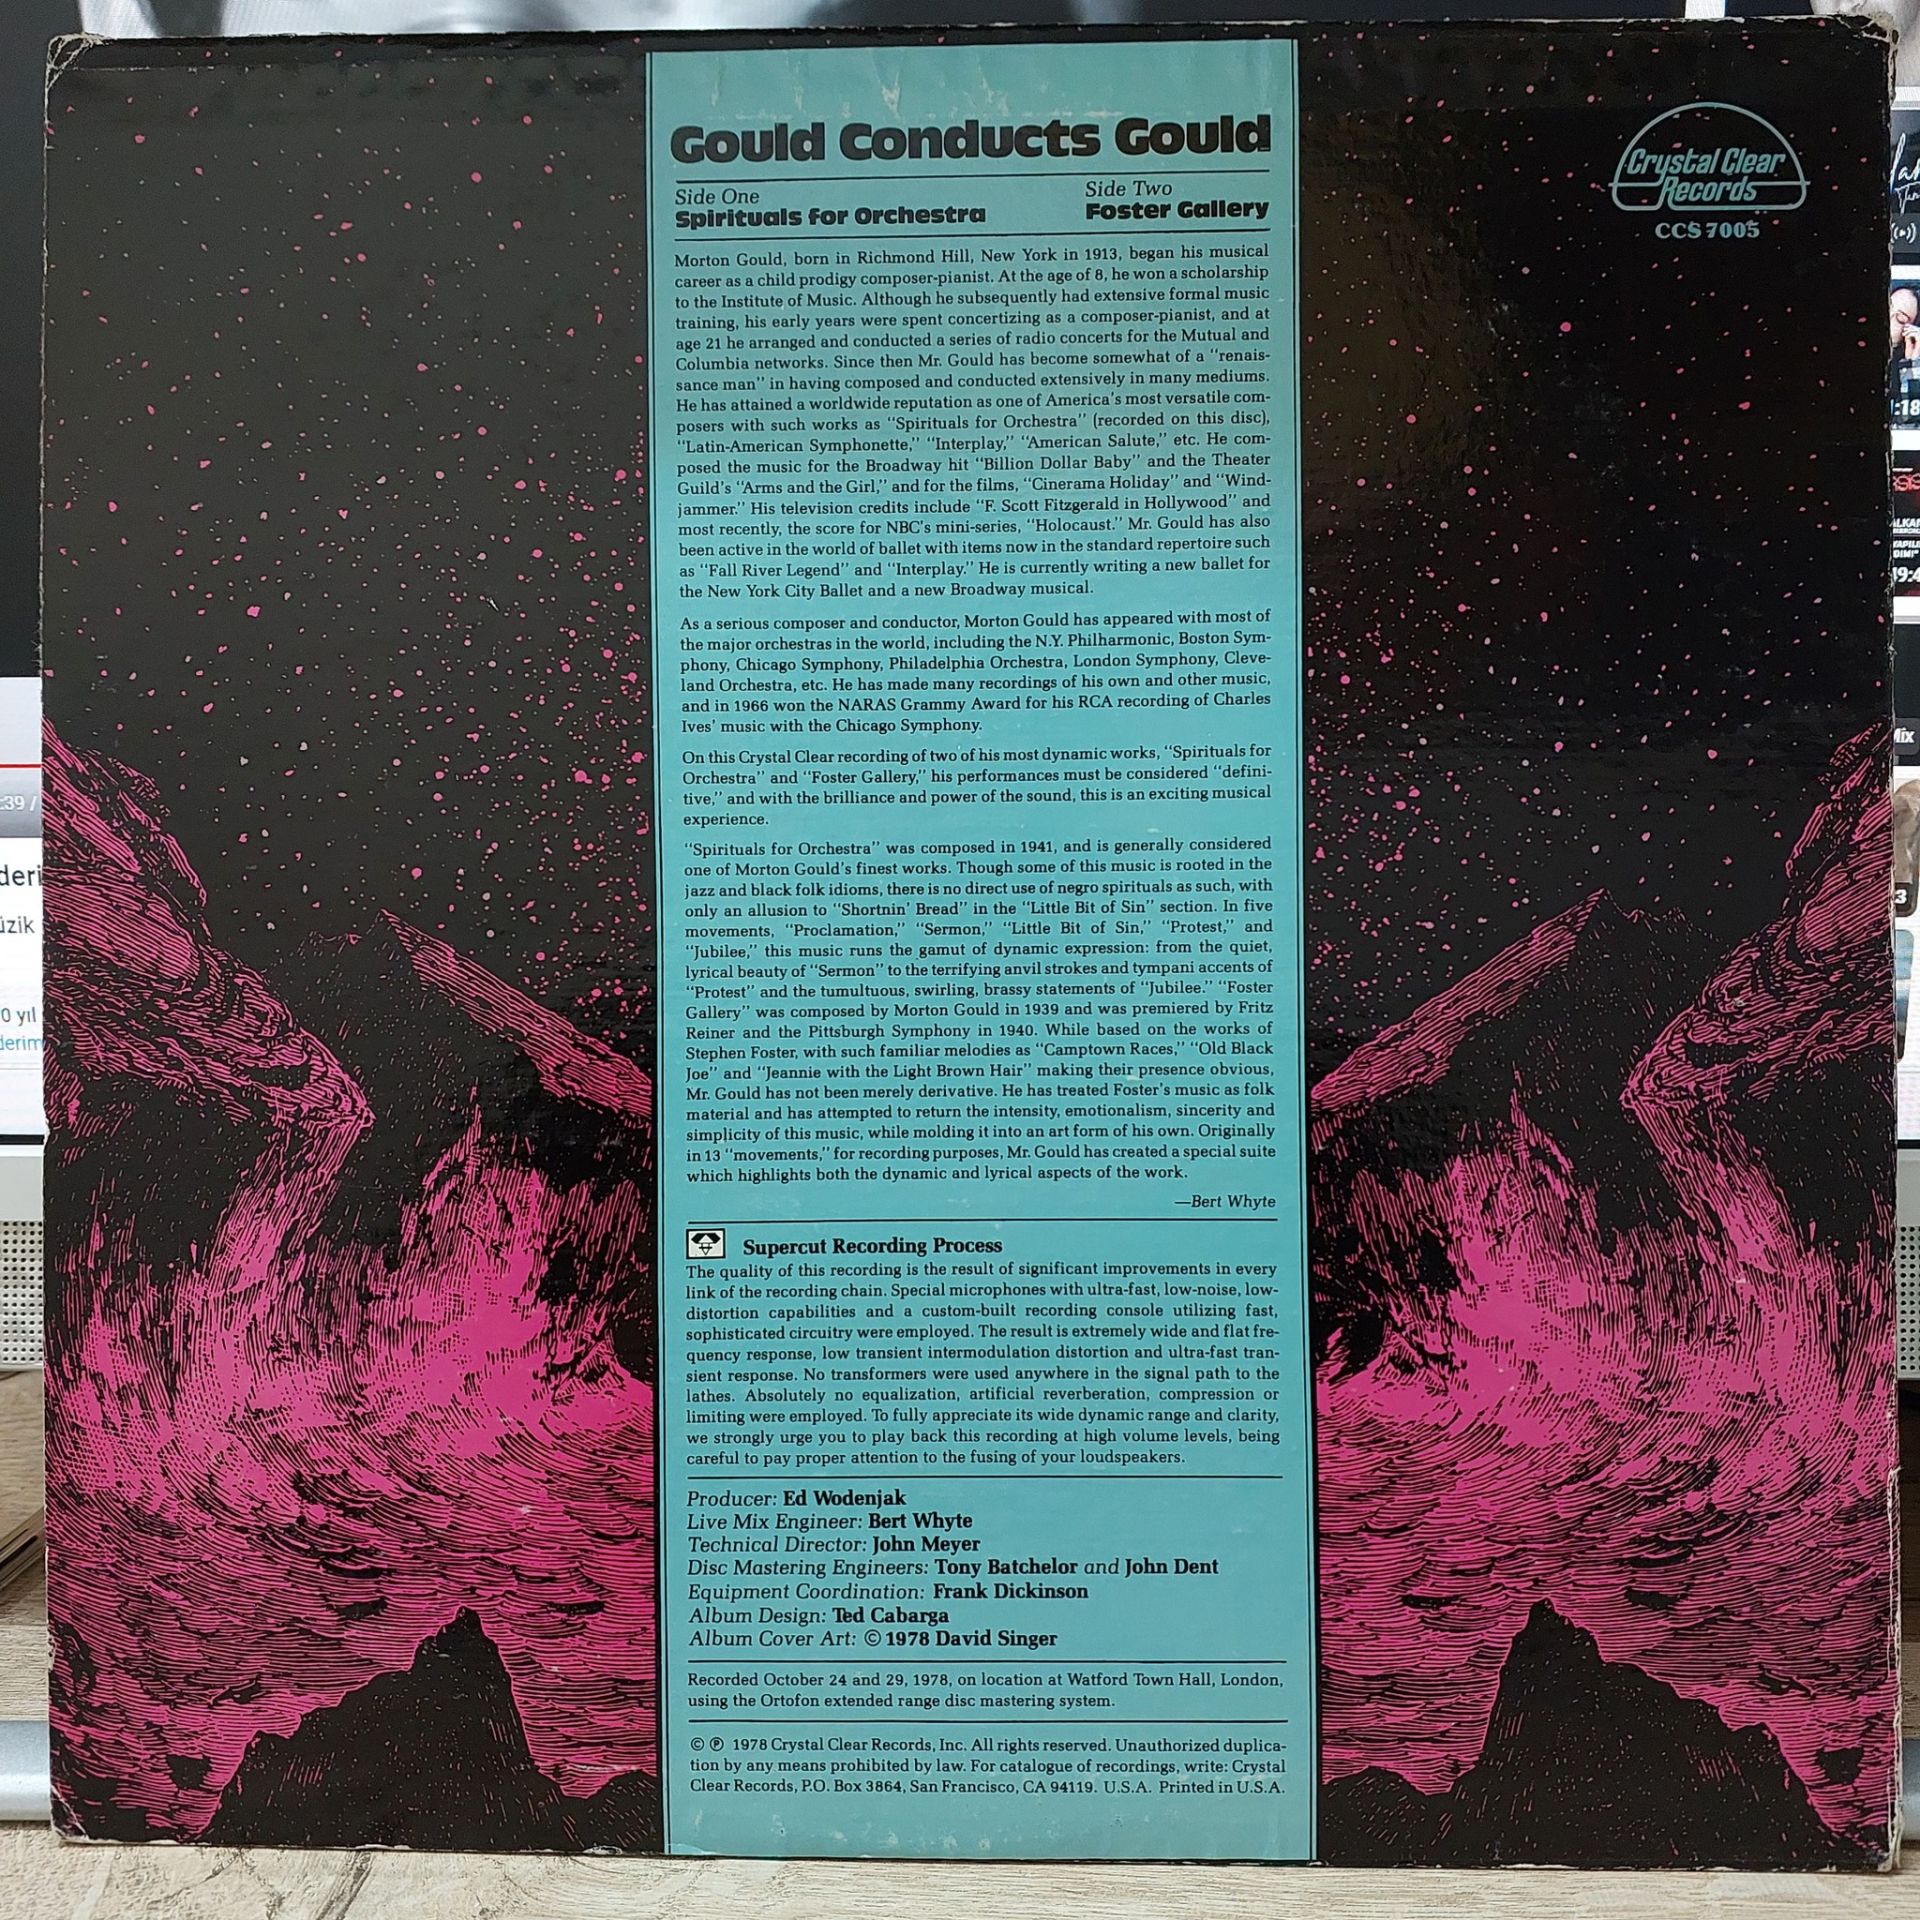 Gould Conducts Gould
Side One
Spirituals for Orchestra
Side Two
Foster Gallery
Crystal Clear
Records
CCS 7005
Morton Gould, born in Richmond Hill, New York in 1913, began his musical
career as a child prodigy composer-pianist. At the age of 8, he won a scholarship
to the Institute of Music. Although he subsequently had extensive formal music
training, his early years were spent concertizing as a composer-pianist, and at
age 21 he arranged and conducted a series of radio concerts for the Mutual and
Columbia networks. Since then Mr. Gould has become somewhat of a "renais-
sance man" in having composed and conducted extensively in many mediums.
He has attained a worldwide reputation as one of America's most versatile com-
posers with such works as "Spirituals for Orchestra" (recorded on this disc),
"Latin-American Symphonette," "Interplay," "American Salute," etc. He com-
posed the music for the Broadway hit "Billion Dollar Baby" and the Theater
Guild's "Arms and the Girl," and for the films, "Cinerama Holiday" and "Wind-
jammer." His television credits include "F. Scott Fitzgerald in Hollywood" and
most recently, the score for NBC's mini-series, "Holocaust." Mr. Gould has also
been active in the world of ballet with items now in the standard repertoire such
as "Fall River Legend" and "Interplay." He is currently writing a new ballet for
the New York City Ballet and a new Broadway musical.
As a serious composer and conductor, Morton Gould has appeared with most of
the major orchestras in the world, including the N.Y. Philharmonic, Boston Sym-
phony, Chicago Symphony, Philadelphia Orchestra, London Symphony, Cleve-
land Orchestra, etc. He has made many recordings of his own and other music,
and in 1966 won the NARAS Grammy Award for his RCA recording of Charles
Ives' music with the Chicago Symphony.
On this Crystal Clear recording of two of his most dynamic works, "Spirituals for
Orchestra" and "Foster Gallery," his performances must be considered "defini-
tive," and with the brilliance and power of the sound, this is an exciting musical
experience.
"Spirituals for Orchestra" was composed in 1941, and is generally considered
one of Morton Gould's finest works. Though some of this music is rooted in the
jazz and black folk idioms, there is no direct use of negro spirituals as such, with
only an allusion to "Shortnin' Bread" in the "Little Bit of Sin" section. In five
movements, "Proclamation," "Sermon," "Little Bit of Sin," "Protest," and
"Jubilee," this music runs the gamut of dynamic expression: from the quiet,
lyrical beauty of "Sermon" to the terrifying anvil strokes and tympani accents of
"Protest" and the tumultuous, swirling, brassy statements of "Jubilee." "Foster
Gallery" was composed by Morton Gould in 1939 and was premiered by Fritz
Reiner and the Pittsburgh Symphony in 1940. While based on the works of
Stephen Foster, with such familiar melodies as "Camptown Races," "Old Black
Joe" and "Jeannie with the Light Brown Hair" making their presence obvious,
Mr. Gould has not been merely derivative. He has treated Foster's music as folk
material and has attempted to return the intensity, emotionalism, sincerity and
simplicity of this music, while molding it into an art form of his own. Originally
in 13 "movements," for recording purposes, Mr. Gould has created a special suite
which highlights both the dynamic and lyrical aspects of the work.
—Bert Whyte
Supercut Recording Process
The quality of this recording is the result of significant improvements in every
link of the recording chain. Special microphones with ultra-fast, low-noise, low-
distortion capabilities and a custom-built recording console utilizing fast,
sophisticated circuitry were employed. The result is extremely wide and flat fre-
quency response, low transient intermodulation distortion and ultra-fast tran-
sient response. No transformers were used anywhere in the signal path to the
lathes. Absolutely no equalization, artificial reverberation, compression or
limiting were employed. To fully appreciate its wide dynamic range and clarity,
we strongly urge you to play back this recording at high volume levels, being
careful to pay proper attention to the fusing of your loudspeakers.
Producer: Ed Wodenjak
Live Mix Engineer: Bert Whyte
Technical Director: John Meyer
Disc Mastering Engineers: Tony Batchelor and John Dent
Equipment Coordination: Frank Dickinson
Album Design: Ted Cabarga
Album Cover Art: © 1978 David Singer
Recorded October 24 and 29, 1978, on location at Watford Town Hall, London,
using the Ortofon extended range disc mastering system.
© ℗ 1978 Crystal Clear Records, Inc. All rights reserved. Unauthorized duplica-
tion by any means prohibited by law. For catalogue of recordings, write: Crystal
Clear Records, P.O. Box 3864, San Francisco, CA 94119. U.S.A. Printed in U.S.A.